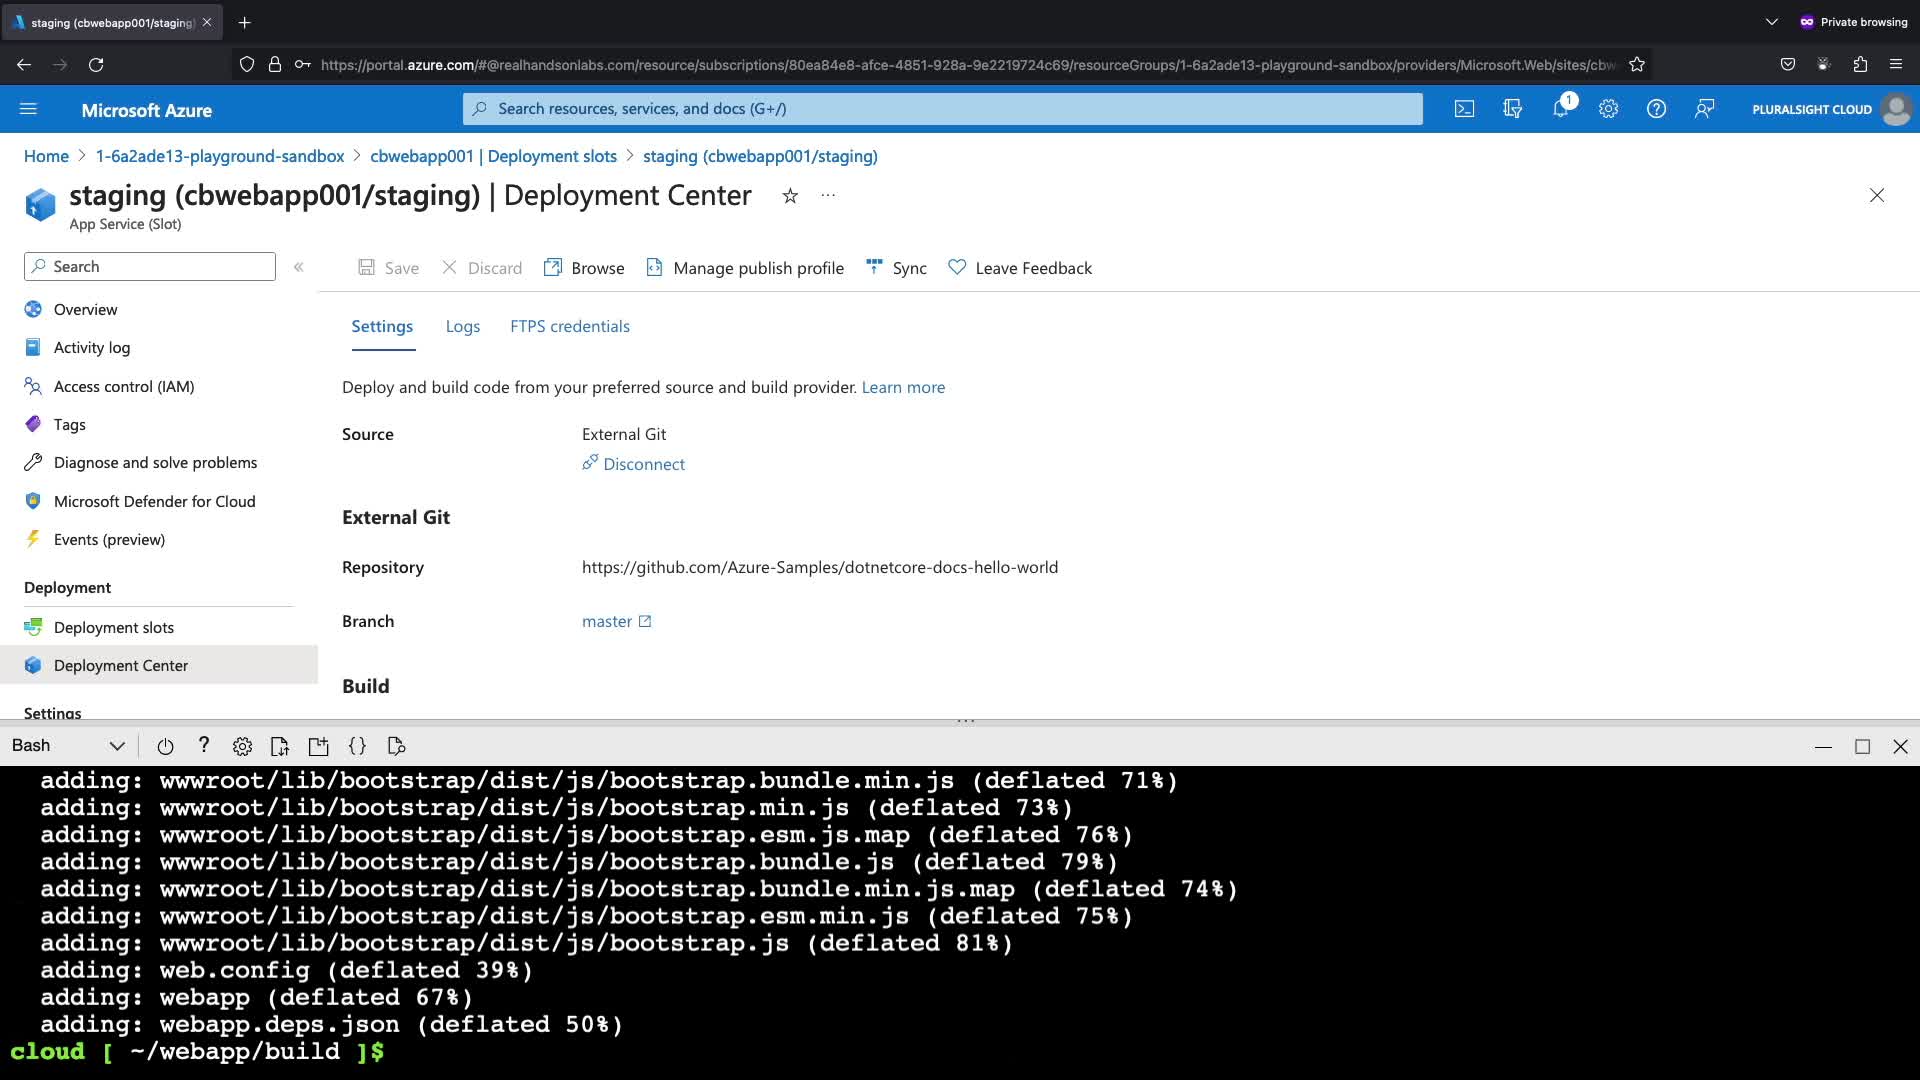 staging (cbwebapp001/staging)
Private browsing
https://portal.azure.com/#@realhandsonlabs.com/resource/subscriptions/80ea84e8-afce-4851-928a-9e2219724c69/resourceGroups/1-6a2ade13-playground-sandbox/providers/Microsoft.Web/sites/cbw
Microsoft Azure
Search resources, services, and docs (G+/)
1
PLURALSIGHT CLOUD
Home > 1-6a2ade13-playground-sandbox > cbwebapp001 | Deployment slots > staging (cbwebapp001/staging)
staging (cbwebapp001/staging) | Deployment Center
App Service (Slot)
Search
Save
Discard
Browse
Manage publish profile
Sync
Leave Feedback
Overview
Activity log
Access control (IAM)
Tags
Diagnose and solve problems
Microsoft Defender for Cloud
Events (preview)
Deployment
Deployment slots
Deployment Center
Settings
Settings
Logs
FTPS credentials
Deploy and build code from your preferred source and build provider. Learn more
Source
External Git
Disconnect
External Git
Repository
https://github.com/Azure-Samples/dotnetcore-docs-hello-world
Branch
master
Build
Bash
adding: wwwroot/lib/bootstrap/dist/js/bootstrap.bundle.min.js (deflated 71%)
adding: wwwroot/lib/bootstrap/dist/js/bootstrap.min.js (deflated 73%)
adding: wwwroot/lib/bootstrap/dist/js/bootstrap.esm.js.map (deflated 76%)
adding: wwwroot/lib/bootstrap/dist/js/bootstrap.bundle.js (deflated 79%)
adding: wwwroot/lib/bootstrap/dist/js/bootstrap.bundle.min.js.map (deflated 74%)
adding: wwwroot/lib/bootstrap/dist/js/bootstrap.esm.min.js (deflated 75%)
adding: wwwroot/lib/bootstrap/dist/js/bootstrap.js (deflated 81%)
adding: web.config (deflated 39%)
adding: webapp (deflated 67%)
adding: webapp.deps.json (deflated 50%)
cloud [ ~/webapp/build ]$